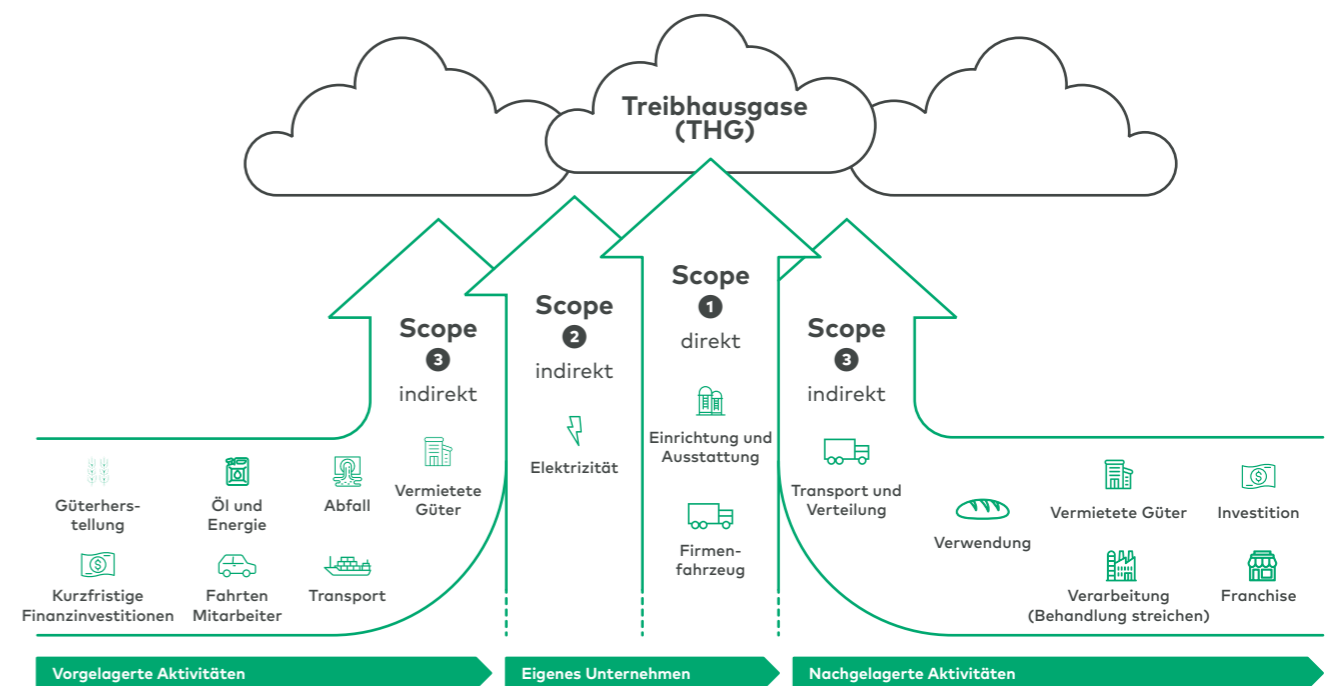 Treibhausgase
(THG)
Scope
3
indirekt
Vermietete
Güter
Güterhers-
tellung
Öl und
Energie
Abfall
Kurzfristige
Finanzinvestitionen
Fahrten
Mitarbeiter
Transport
Scope
2
indirekt
Elektrizität
Scope
1
direkt
Einrichtung und
Ausstattung
Firmen-
fahrzeug
Scope
3
indirekt
Transport und
Verteilung
Verwendung
Vermietete Güter
Investition
Verarbeitung
(Behandlung streichen)
Franchise
Vorgelagerte Aktivitäten
Eigenes Unternehmen
Nachgelagerte Aktivitäten